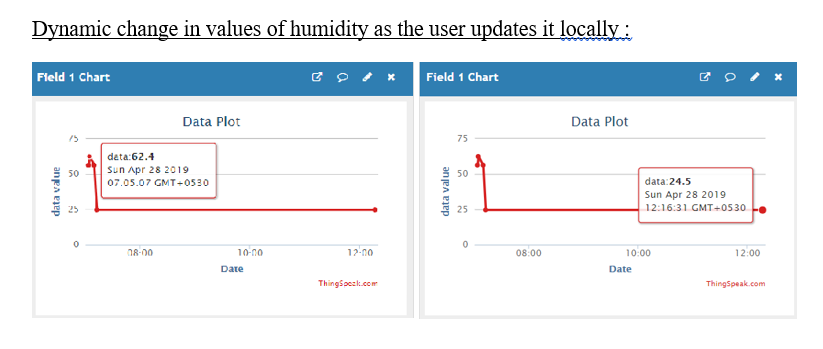 Dynamic change in values of humidity as the user updates it locally :
Field 1 Chart
Data Plot
data value
75
50
25
0
data:62.4
Sun Apr 28 2019
07:05:07 GMT+0530
08:00
10:00
12:00
Date
ThingSpeak.com
Field 1 Chart
Data Plot
data value
75
50
25
0
data:24.5
Sun Apr 28 2019
12:16:31 GMT+0530
08:00
10:00
12:00
Date
ThingSpeak.com